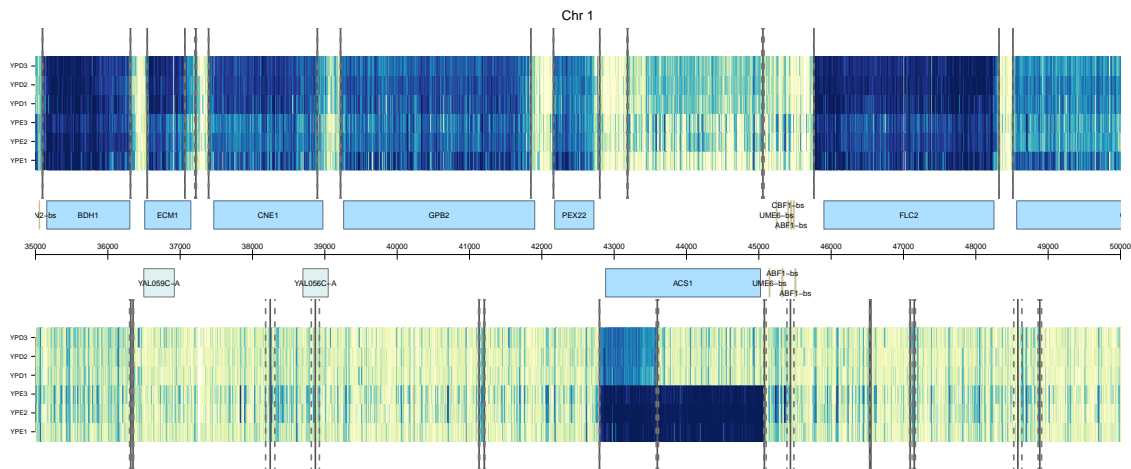 Chr 1
YPD3
YPD2
YPD1
YPE3
YPE2
YPE1
N2-bs BDH1 ECM1 CNE1 GPB2 PEX22 CBF1-bs UME6-bs ABF1-bs FLC2
35000 36000 37000 38000 39000 40000 41000 42000 43000 44000 45000 46000 47000 48000 49000 50000
YAL059C-A YAL056C-A ACS1 ABF1-bs UME6-bs ABF1-bs
YPD3
YPD2
YPD1
YPE3
YPE2
YPE1